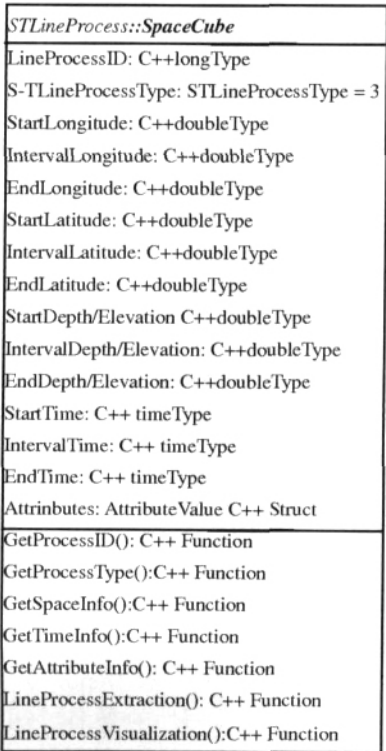 STLineProcess::SpaceCube
LineProcessID: C++longType
S-TLineProcessType: STLineProcessType = 3
StartLongitude: C++doubleType
IntervalLongitude: C++doubleType
EndLongitude: C++doubleType
StartLatitude: C++doubleType
IntervalLatitude: C++doubleType
EndLatitude: C++doubleType
StartDepth/Elevation C++doubleType
IntervalDepth/Elevation: C++doubleType
EndDepth/Elevation: C++doubleType
StartTime: C++ timeType
IntervalTime: C++ timeType
EndTime: C++ timeType
Attrinbutes: AttributeValue C++ Struct
GetProcessID(): C++ Function
GetProcessType():C++ Function
GetSpaceInfo():C++ Function
GetTimeInfo():C++ Function
GetAttributeInfo(): C++ Function
LineProcessExtraction(): C++ Function
LineProcessVisualization():C++ Function